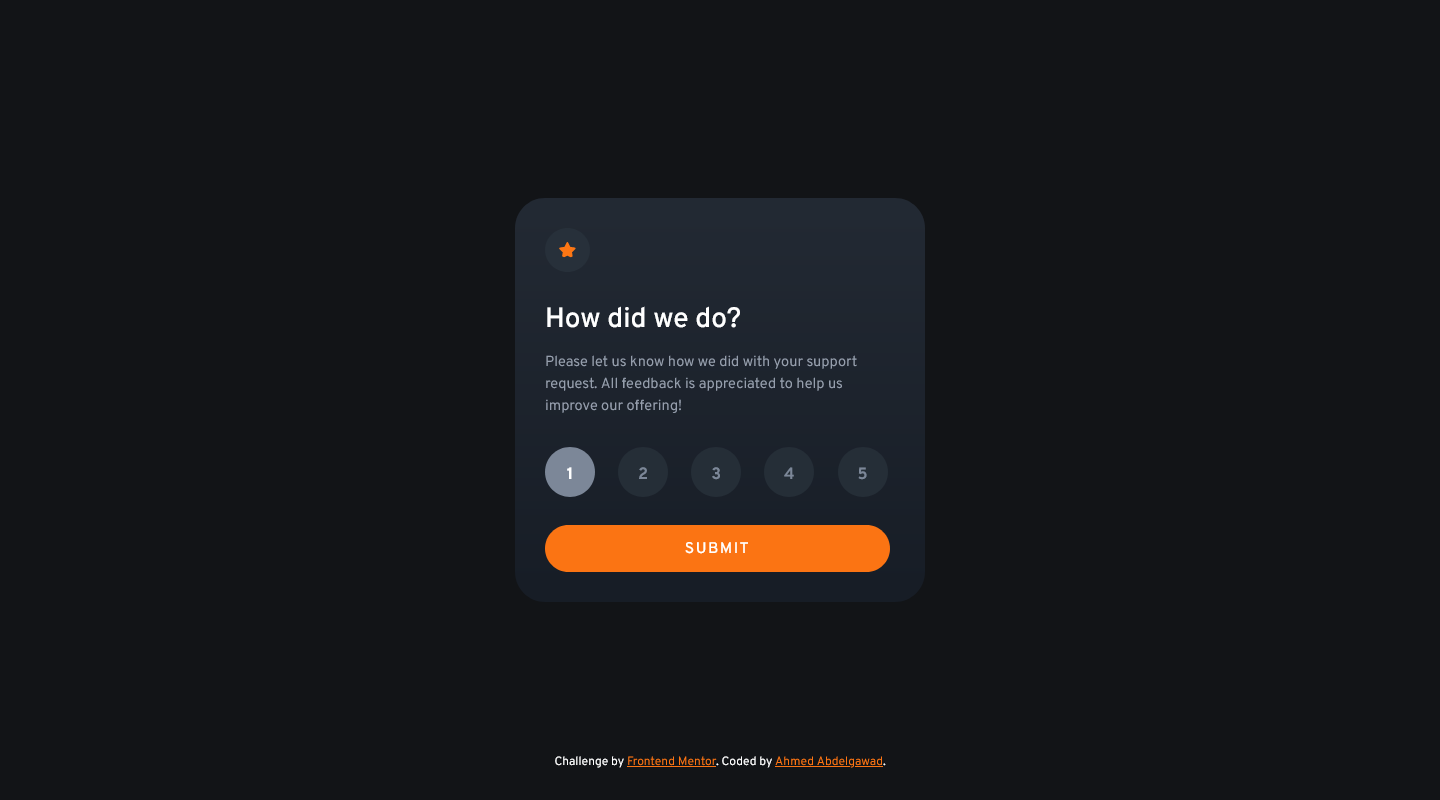 How did we do?
Please let us know how we did with your support
request. All feedback is appreciated to help us
improve our offering!
1 2 3 4 5
SUBMIT
Challenge by Frontend Mentor. Coded by Ahmed Abdelgawad.